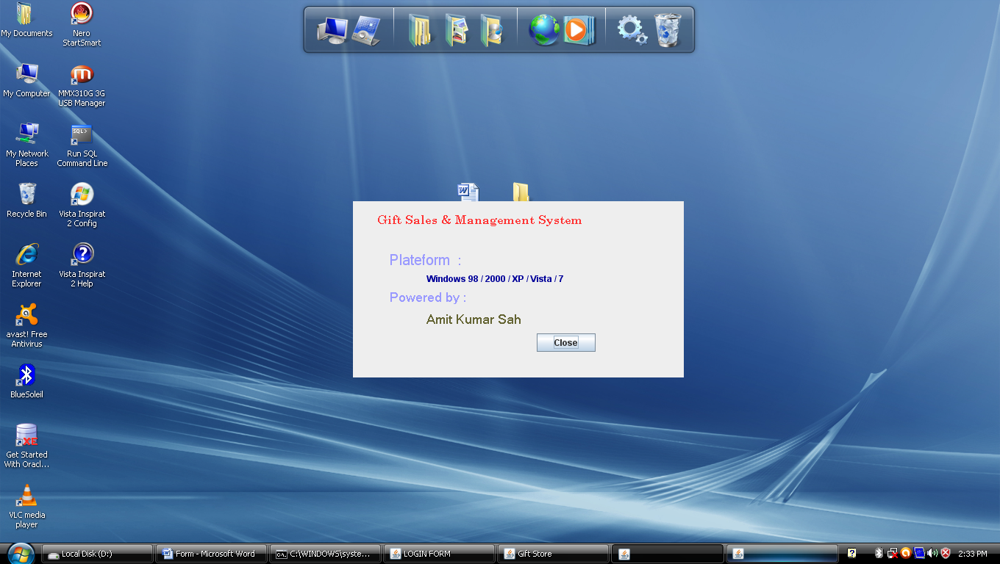 My Documents
Nero
StartSmart
My Computer
MMX310G 3G
USB Manager
My Network
Places
SQL>
Run SQL
Command Line
Recycle Bin
Vista Inspirat
2 Config
Internet
Explorer
Vista Inspirat
2 Help
avast! Free
Antivirus
BlueSoleil
XE
Get Started
With Oracl...
VLC media
player
Gift Sales & Management System
Plateform :
Windows 98 / 2000 / XP / Vista / 7
Powered by :
Amit Kumar Sah
Close
Local Disk (D:)
Form - Microsoft Word
C:\WINDOWS\syste...
LOGIN FORM
Gift Store
2:33 PM